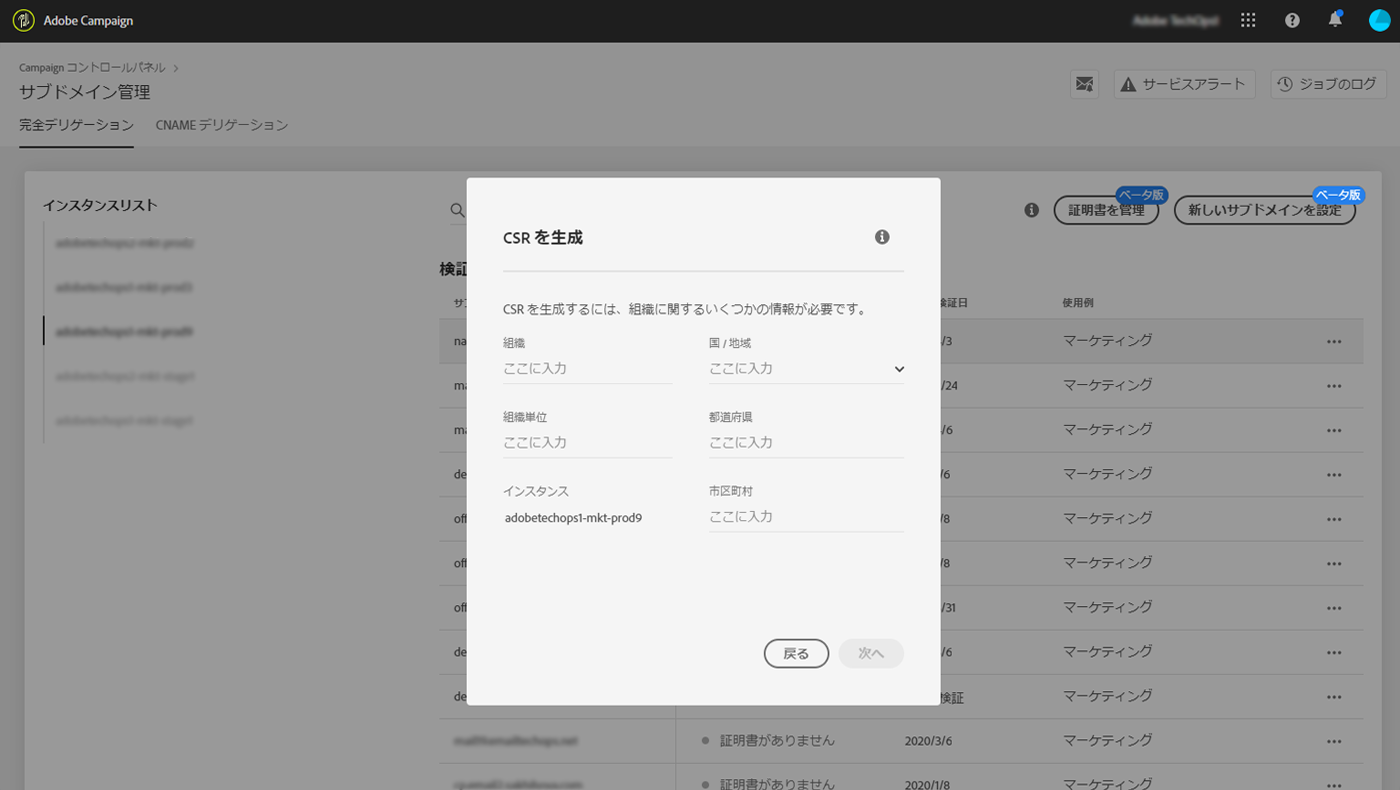 Adobe Campaign
Campaign コントロールパネル
サブドメイン管理
サービスアラート
ジョブのログ
完全デリゲーション
CNAME デリゲーション
インスタンスリスト
ベータ版
証明書を管理
ベータ版
新しいサブドメインを設定
検証
検証日
使用例
na
/3
マーケティング
ma
/24
マーケティング
ma
/6
マーケティング
de
/6
マーケティング
off
/8
マーケティング
off
/8
マーケティング
off
/31
マーケティング
de
/6
マーケティング
de
検証
マーケティング
証明書がありません
2020/3/6
マーケティング
証明書がありません
2020/1/8
マーケティング
CSR を生成
CSR を生成するには、組織に関するいくつかの情報が必要です。
組織
ここに入力
国 / 地域
ここに入力
組織単位
ここに入力
都道府県
ここに入力
インスタンス
adobetechops1-mkt-prod9
市区町村
ここに入力
戻る
次へ